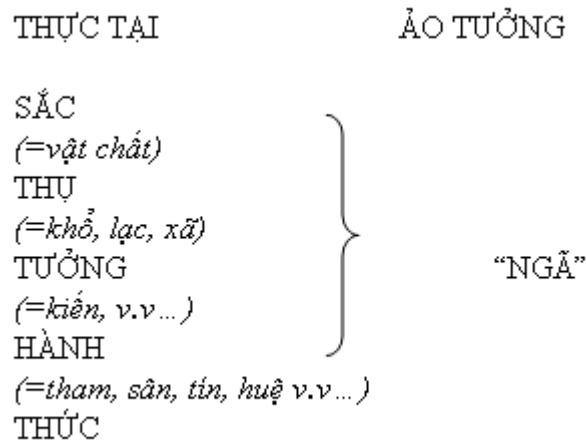 THỰC TẠI ẢO TƯỞNG
SẮC
(=vật chất)
THỤ
(=khổ, lạc, xã)
TƯỞNG “NGÔ
(=kiến, v.v…)
HÀNH
(=tham, sân, tín, huệ v.v…)
THỨC